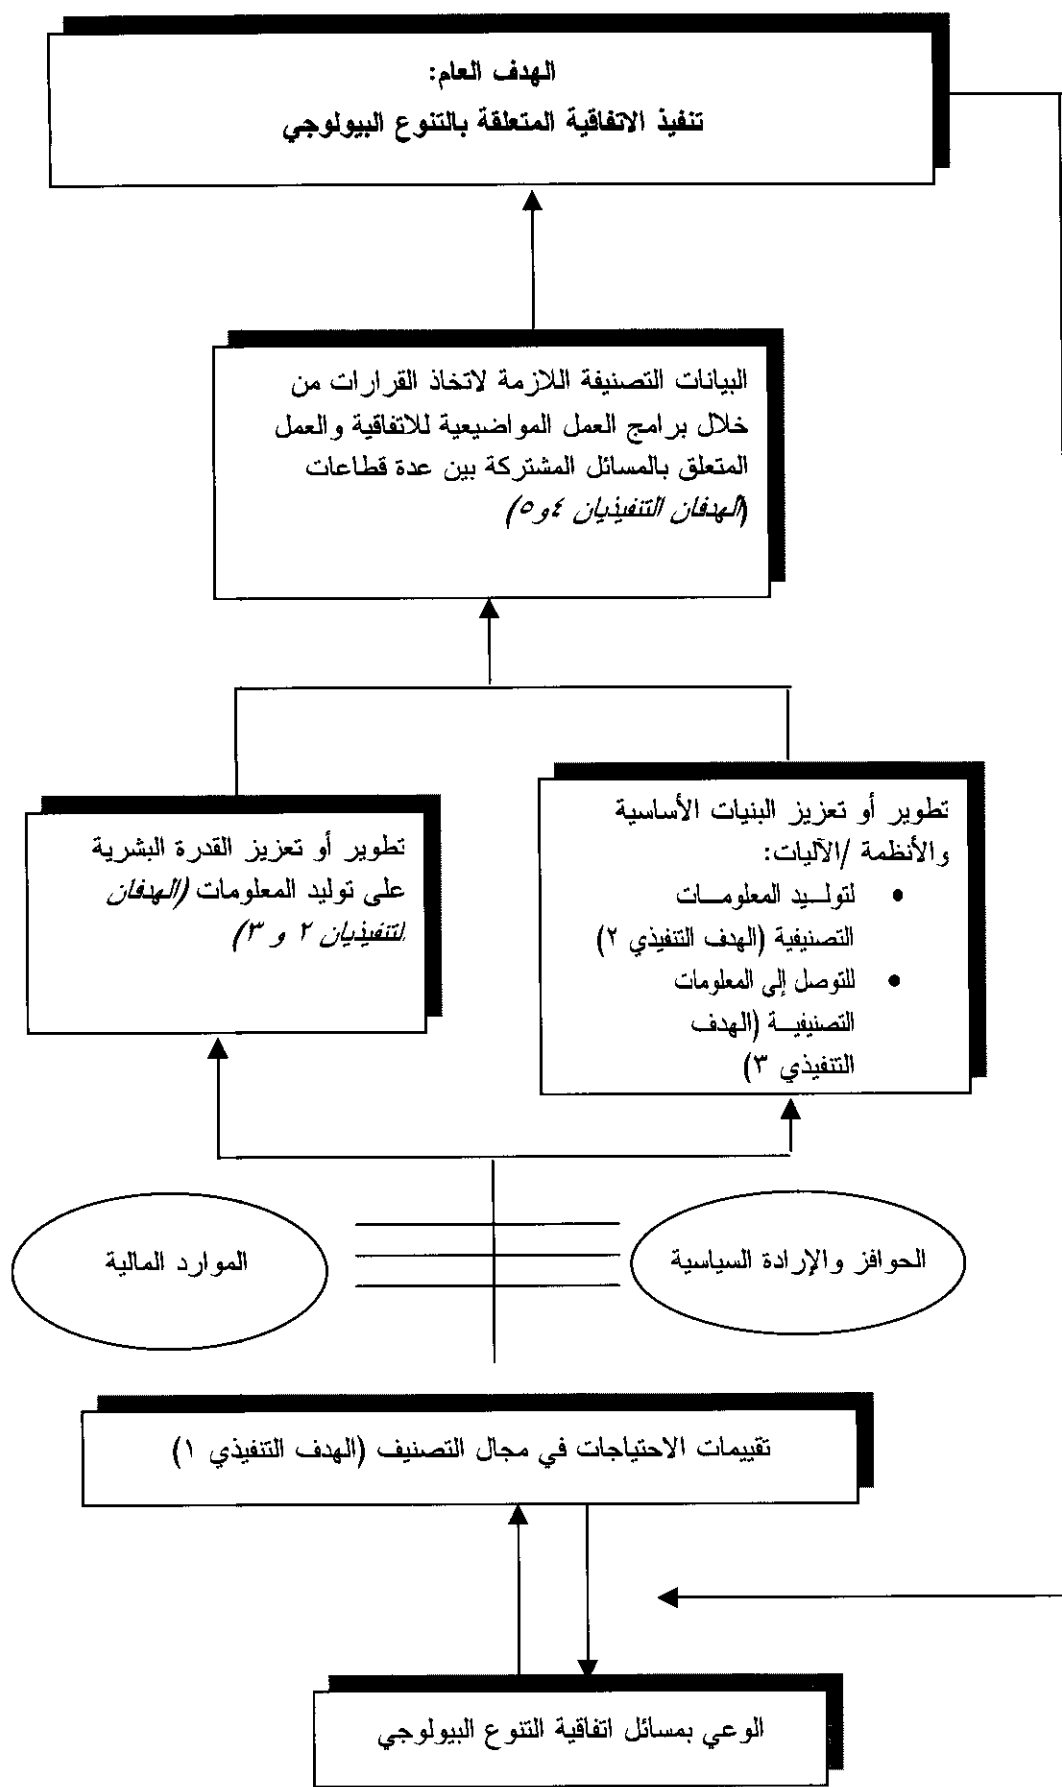 الهدف العام:
تنفيذ الاتفاقية المتعلقة بالتنوع البيولوجي
البيانات التصنيفة اللازمة لاتخاذ القرارات من
خلال برامج العمل المواضيعية للاتفاقية والعمل
المتعلق بالمسائل المشتركة بين عدة قطاعات
(الهدفان التنفيذيان ٤ و ٥)
تطوير أو تعزيز البنيات الأساسية
والأنظمة /الآليات:
• لتوليد المعلومات
التصنيفية (الهدف التنفيذي ٢)
• للتوصل إلى المعلومات
التصنيفية (الهدف
التنفيذي ٣)
تطوير أو تعزيز القدرة البشرية
على توليد المعلومات (الهدفان
لتنفيذيان ٢ و ٣)
الحوافز والإرادة السياسية
الموارد المالية
تقييمات الاحتياجات في مجال التصنيف (الهدف التنفيذي ١)
الوعي بمسائل اتفاقية التنوع البيولوجي